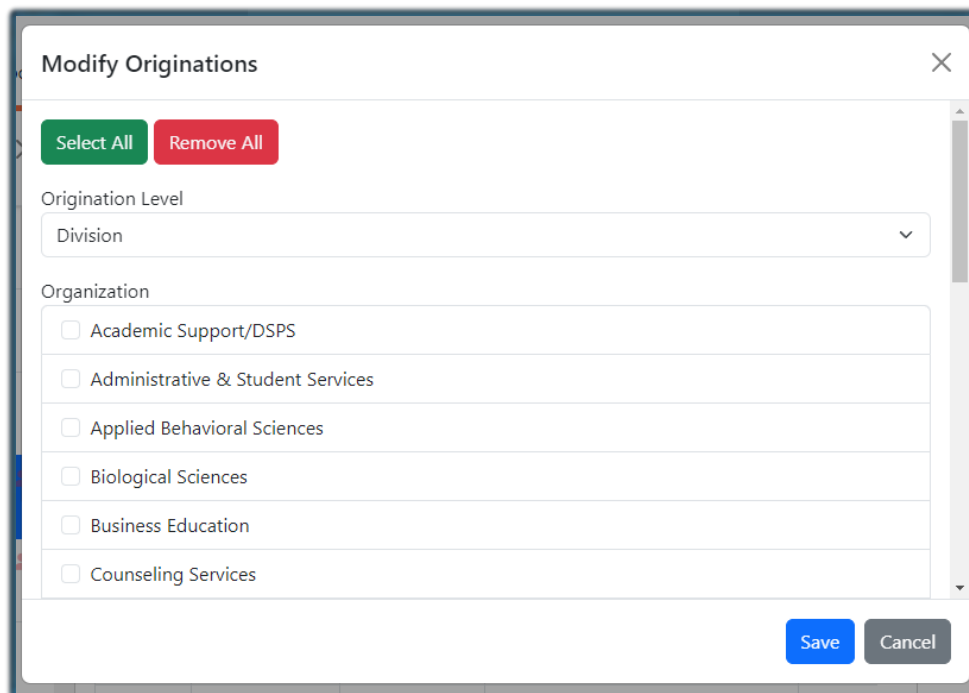 Modify Originations
Select All Remove All
Origination Level
Division
Organization
Academic Support/DSPS
Administrative & Student Services
Applied Behavioral Sciences
Biological Sciences
Business Education
Counseling Services
Save Cancel